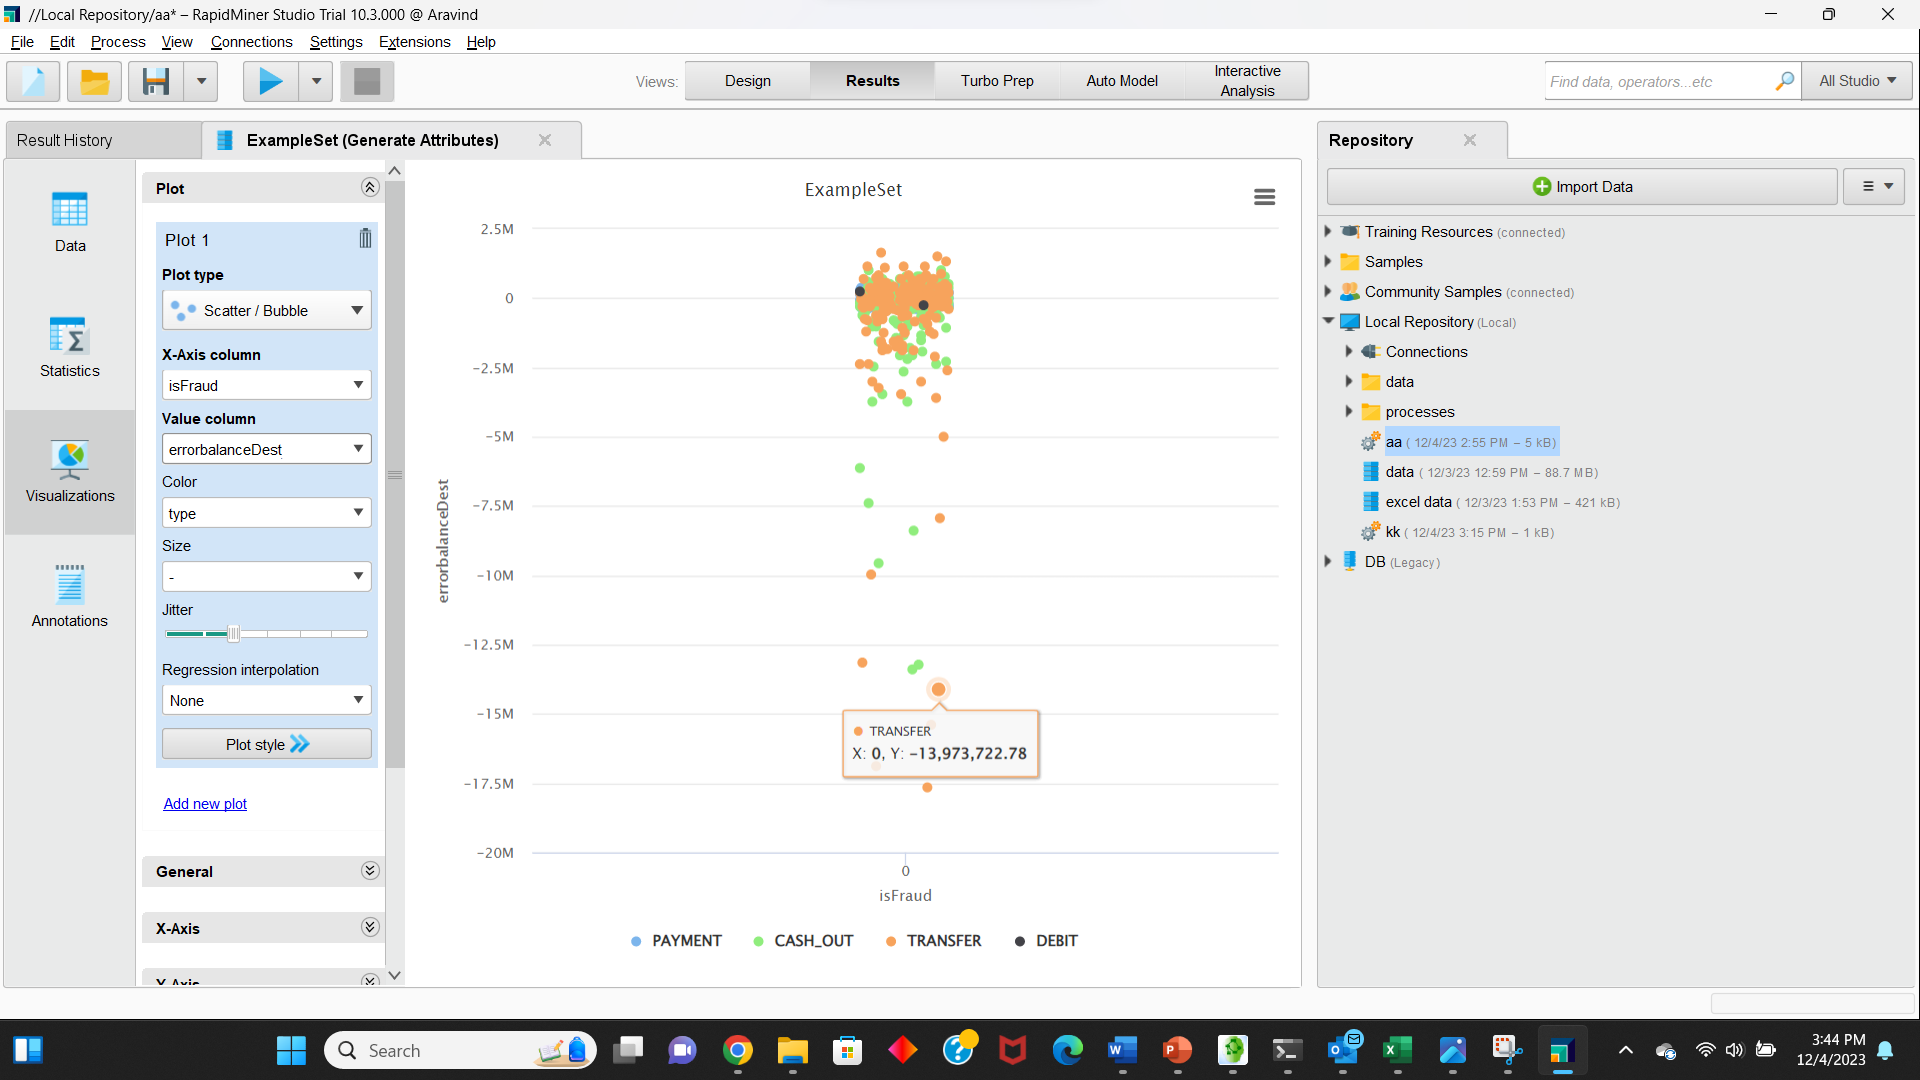 //Local Repository/aa* – RapidMiner Studio Trial 10.3.000 @ Aravind
File Edit Process View Connections Settings Extensions Help
Views: Design Results Turbo Prep Auto Model Interactive Analysis
Find data, operators...etc All Studio
Result History
ExampleSet (Generate Attributes)
Data
Statistics
Visualizations
Annotations
Plot
Plot 1
Plot type
Scatter / Bubble
X-Axis column
isFraud
Value column
errorbalanceDest
Color
type
Size
-
Jitter
Regression interpolation
None
Plot style
Add new plot
General
X-Axis
Y-Axis
ExampleSet
2.5M
0
−2.5M
−5M
−7.5M
−10M
−12.5M
−15M
−17.5M
−20M
errorbalanceDest
TRANSFER
X: 0, Y: −13,973,722.78
0
isFraud
PAYMENT CASH_OUT TRANSFER DEBIT
Repository
Import Data
Training Resources (connected)
Samples
Community Samples (connected)
Local Repository (Local)
Connections
data
processes
aa ( 12/4/23 2:55 PM – 5 kB)
data ( 12/3/23 12:59 PM – 88.7 MB)
excel data ( 12/3/23 1:53 PM – 421 kB)
kk ( 12/4/23 3:15 PM – 1 kB)
DB (Legacy)
Search
3:44 PM
12/4/2023